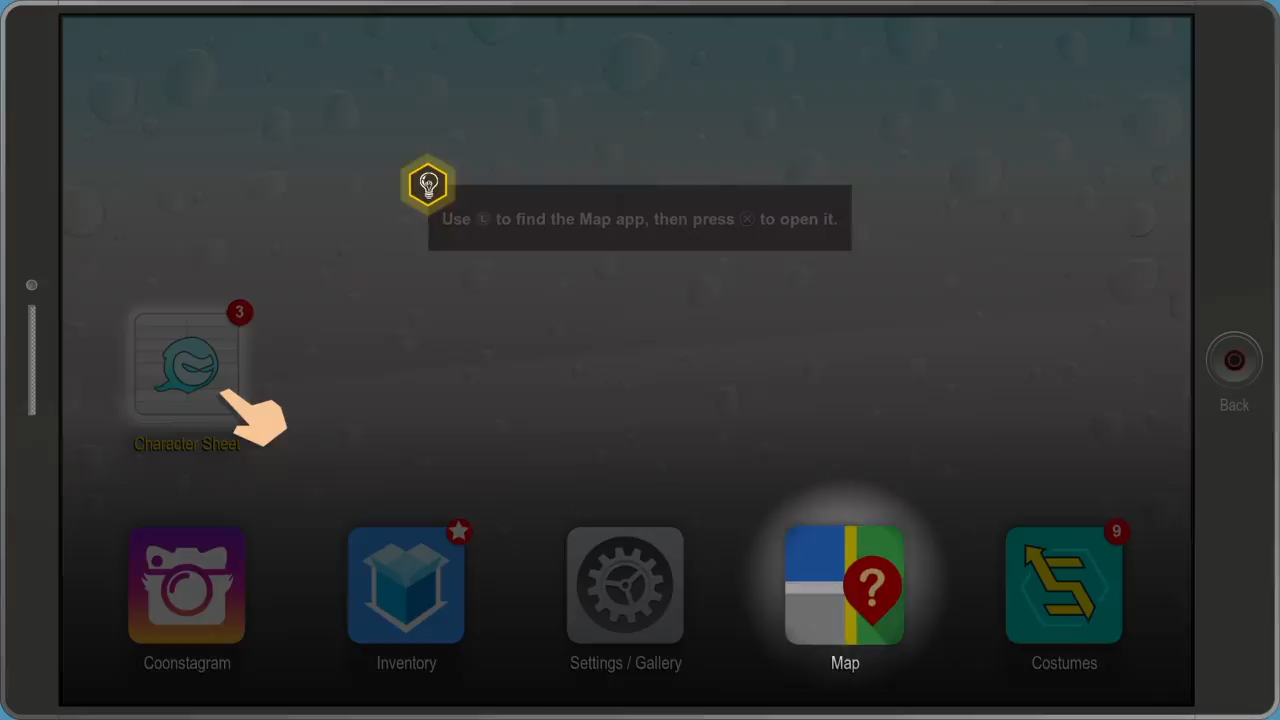 Use L to find the Map app, then press X to open it.
3
Back
Character Sheet
?
9
Coonstagram
Inventory
Settings / Gallery
Map
Costumes